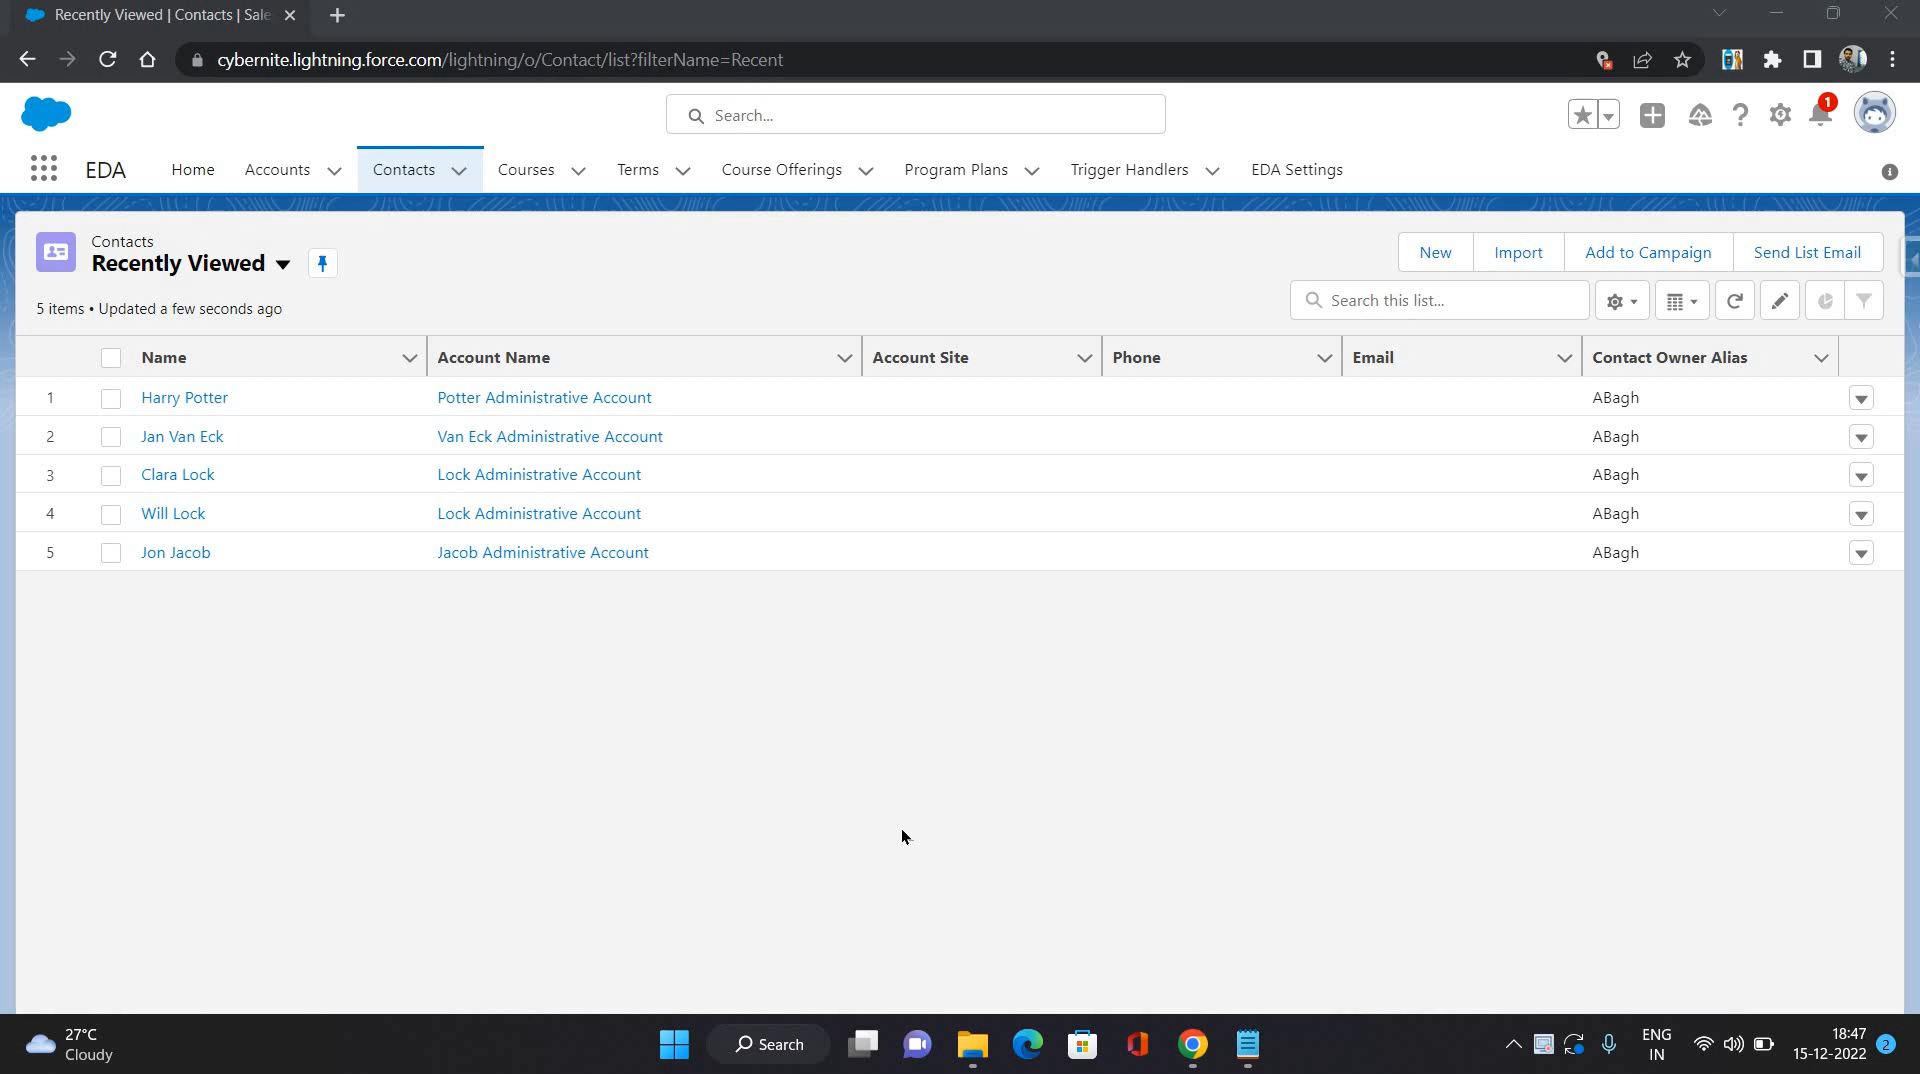 Recently Viewed | Contacts | Sale
cybernite.lightning.force.com/lightning/o/Contact/list?filterName=Recent
Search...
1
EDA
Home
Accounts
Contacts
Courses
Terms
Course Offerings
Program Plans
Trigger Handlers
EDA Settings
Contacts
Recently Viewed
New
Import
Add to Campaign
Send List Email
5 items • Updated a few seconds ago
Search this list...
Name
Account Name
Account Site
Phone
Email
Contact Owner Alias
1 Harry Potter Potter Administrative Account ABagh
2 Jan Van Eck Van Eck Administrative Account ABagh
3 Clara Lock Lock Administrative Account ABagh
4 Will Lock Lock Administrative Account ABagh
5 Jon Jacob Jacob Administrative Account ABagh
27°C
Cloudy
Search
ENG
IN
18:47
15-12-2022
2